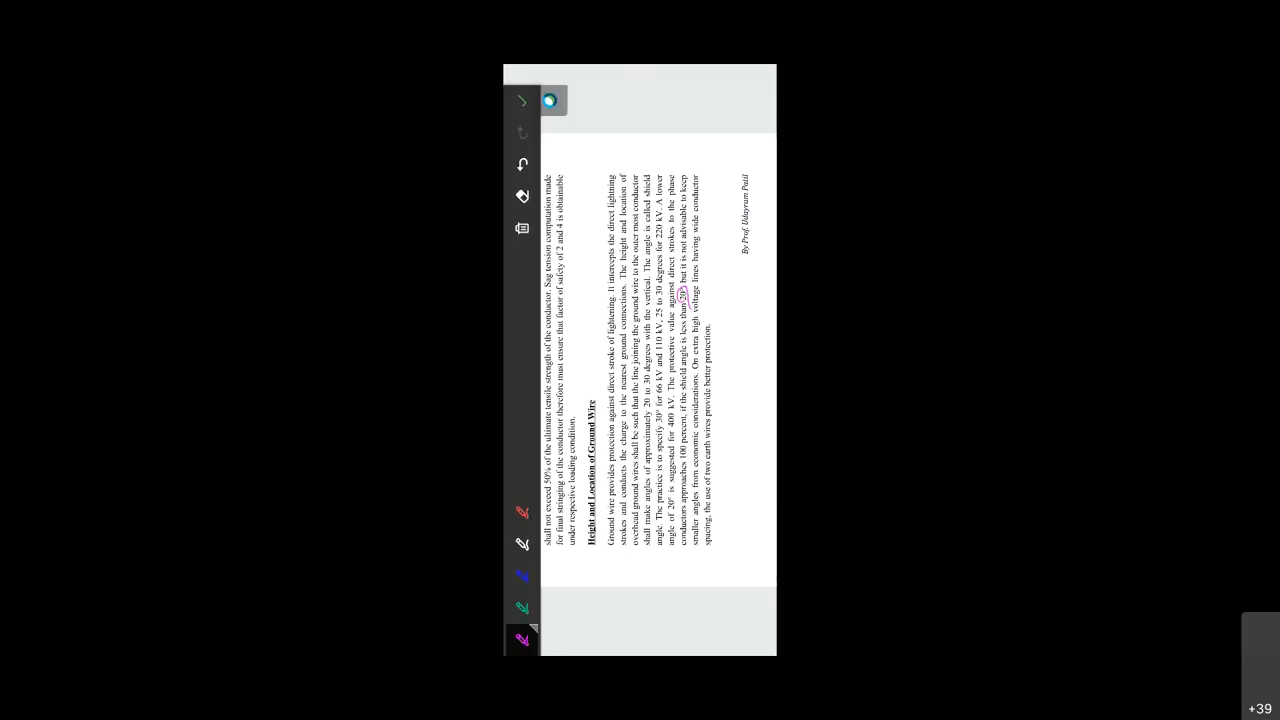 shall not exceed 50% of the ultimate tensile strength of the conductor. Sag tension computation made
for final stringing of the conductor therefore must ensure that factor of safety of 2 and 4 is obtainable
under respective loading condition.
Height and Location of Ground Wire
Ground wire provides protection against direct stroke of lightening. It intercepts the direct lightning
strokes and conducts the charge to the nearest ground connections. The height and location of
overhead ground wires shall be such that the line joining the ground wire to the outer most conductor
shall make angles of approximately 20 to 30 degrees with the vertical. The angle is called shield
angle. The practice is to specify 30° for 66 kV and 110 kV, 25 to 30 degrees for 220 kV. A lower
angle of 20° is suggested for 400 kV. The protective value against direct strokes to the phase
conductors approaches 100 percent, if the shield angle is less than 20° but it is not advisable to keep
smaller angles from economic considerations. On extra high voltage lines having wide conductor
spacing, the use of two earth wires provide better protection.
By Prof. Udayram Patil
+39